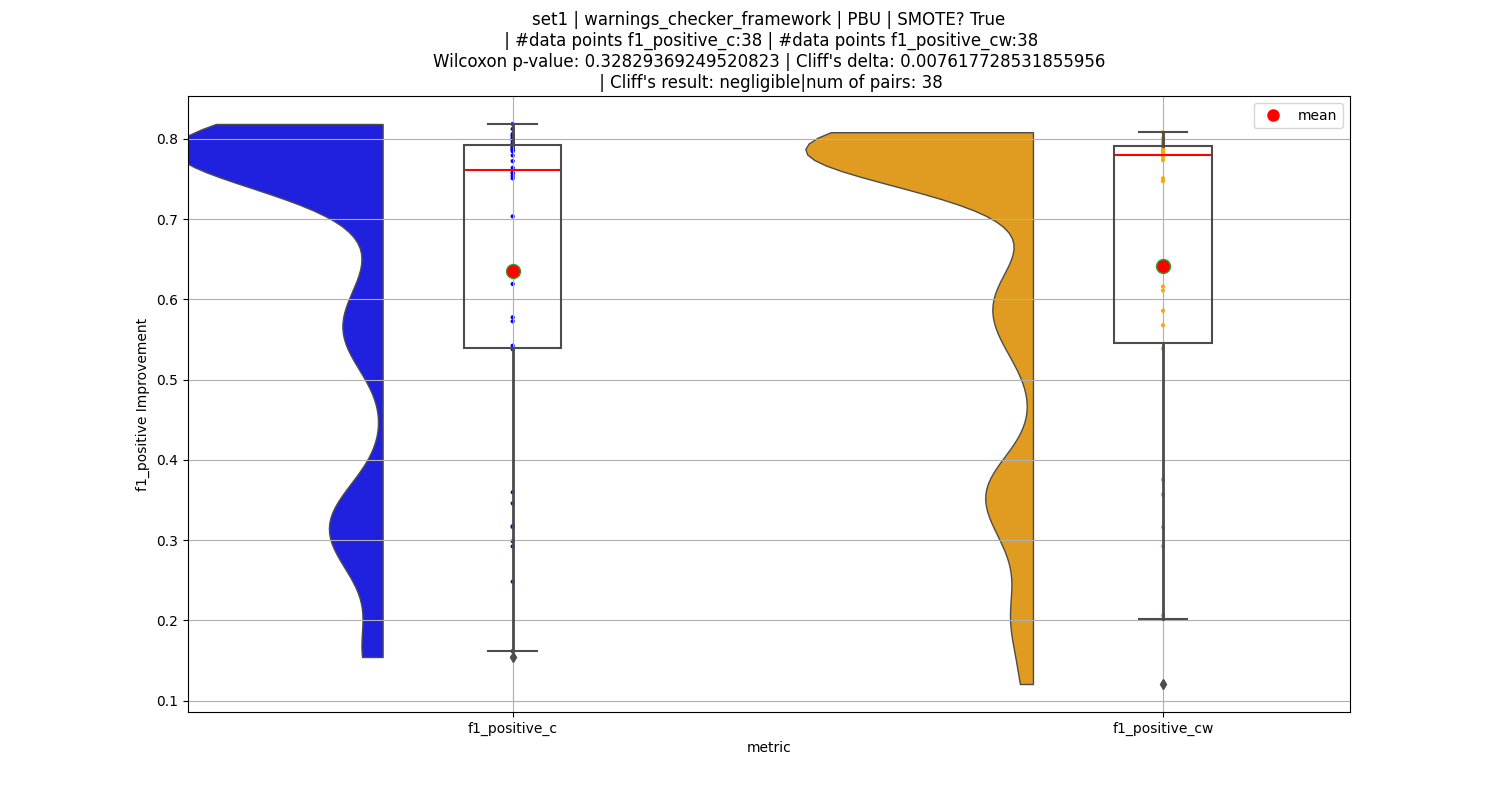 set1 | warnings_checker_framework | PBU | SMOTE? True
| #data points f1_positive_c:38 | #data points f1_positive_cw:38
Wilcoxon p-value: 0.32829369249520823 | Cliff's delta: 0.007617728531855956
| Cliff's result: negligible|num of pairs: 38
mean
0.8
0.7
0.6
0.5
0.4
0.3
0.2
0.1
f1_positive Improvement
f1_positive_c
f1_positive_cw
metric